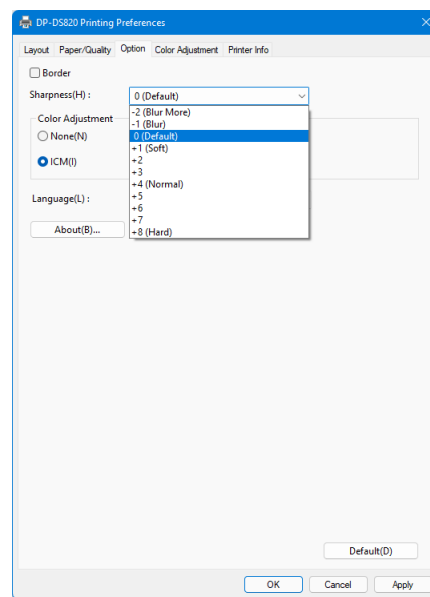 DP-DS820 Printing Preferences
Layout Paper/Quality Option Color Adjustment Printer Info
Border
Sharpness(H) : 0 (Default)
-2 (Blur More)
-1 (Blur)
0 (Default)
+1 (Soft)
+2
+3
+4 (Normal)
+5
+6
+7
+8 (Hard)
Color Adjustment
None(N)
ICM(I)
Language(L) :
About(B)...
Default(D)
OK Cancel Apply